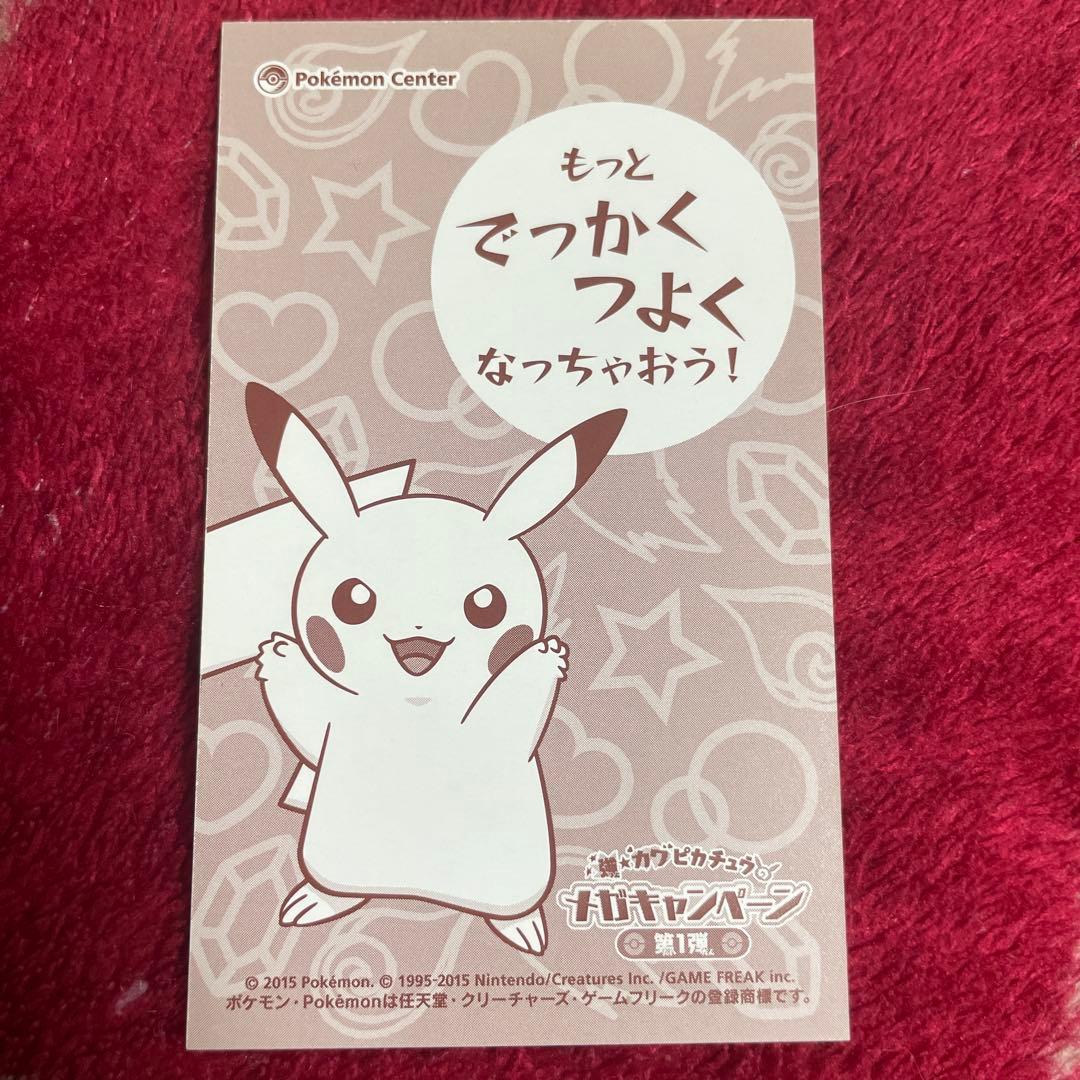 Pokémon Center
もっと
でっかく
つよく
なっちゃおう!
カワピカチュウの
メガキャンペーン
第1弾
© 2015 Pokémon. © 1995-2015 Nintendo/Creatures Inc. /GAME FREAK inc.
ポケモン・Pokémonは任天堂・クリーチャーズ・ゲームフリークの登録商標です。